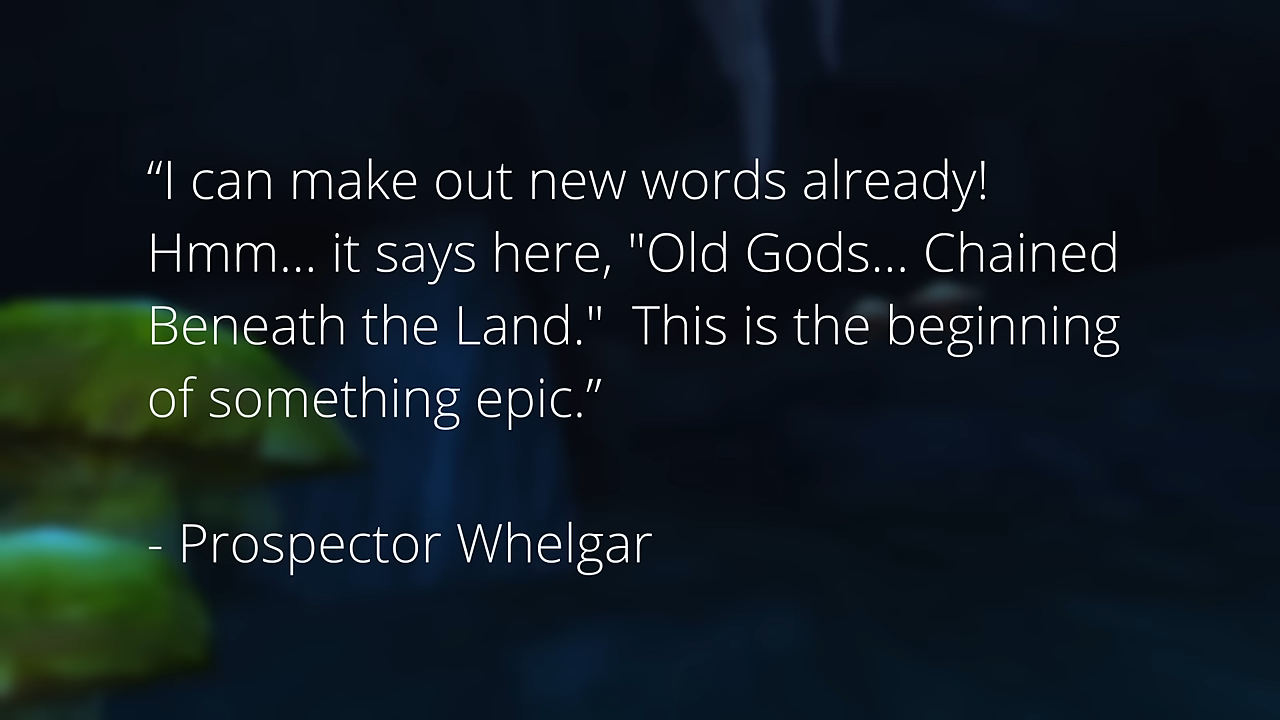 “I can make out new words already!
Hmm... it says here, "Old Gods... Chained
Beneath the Land."  This is the beginning
of something epic.”
- Prospector Whelgar